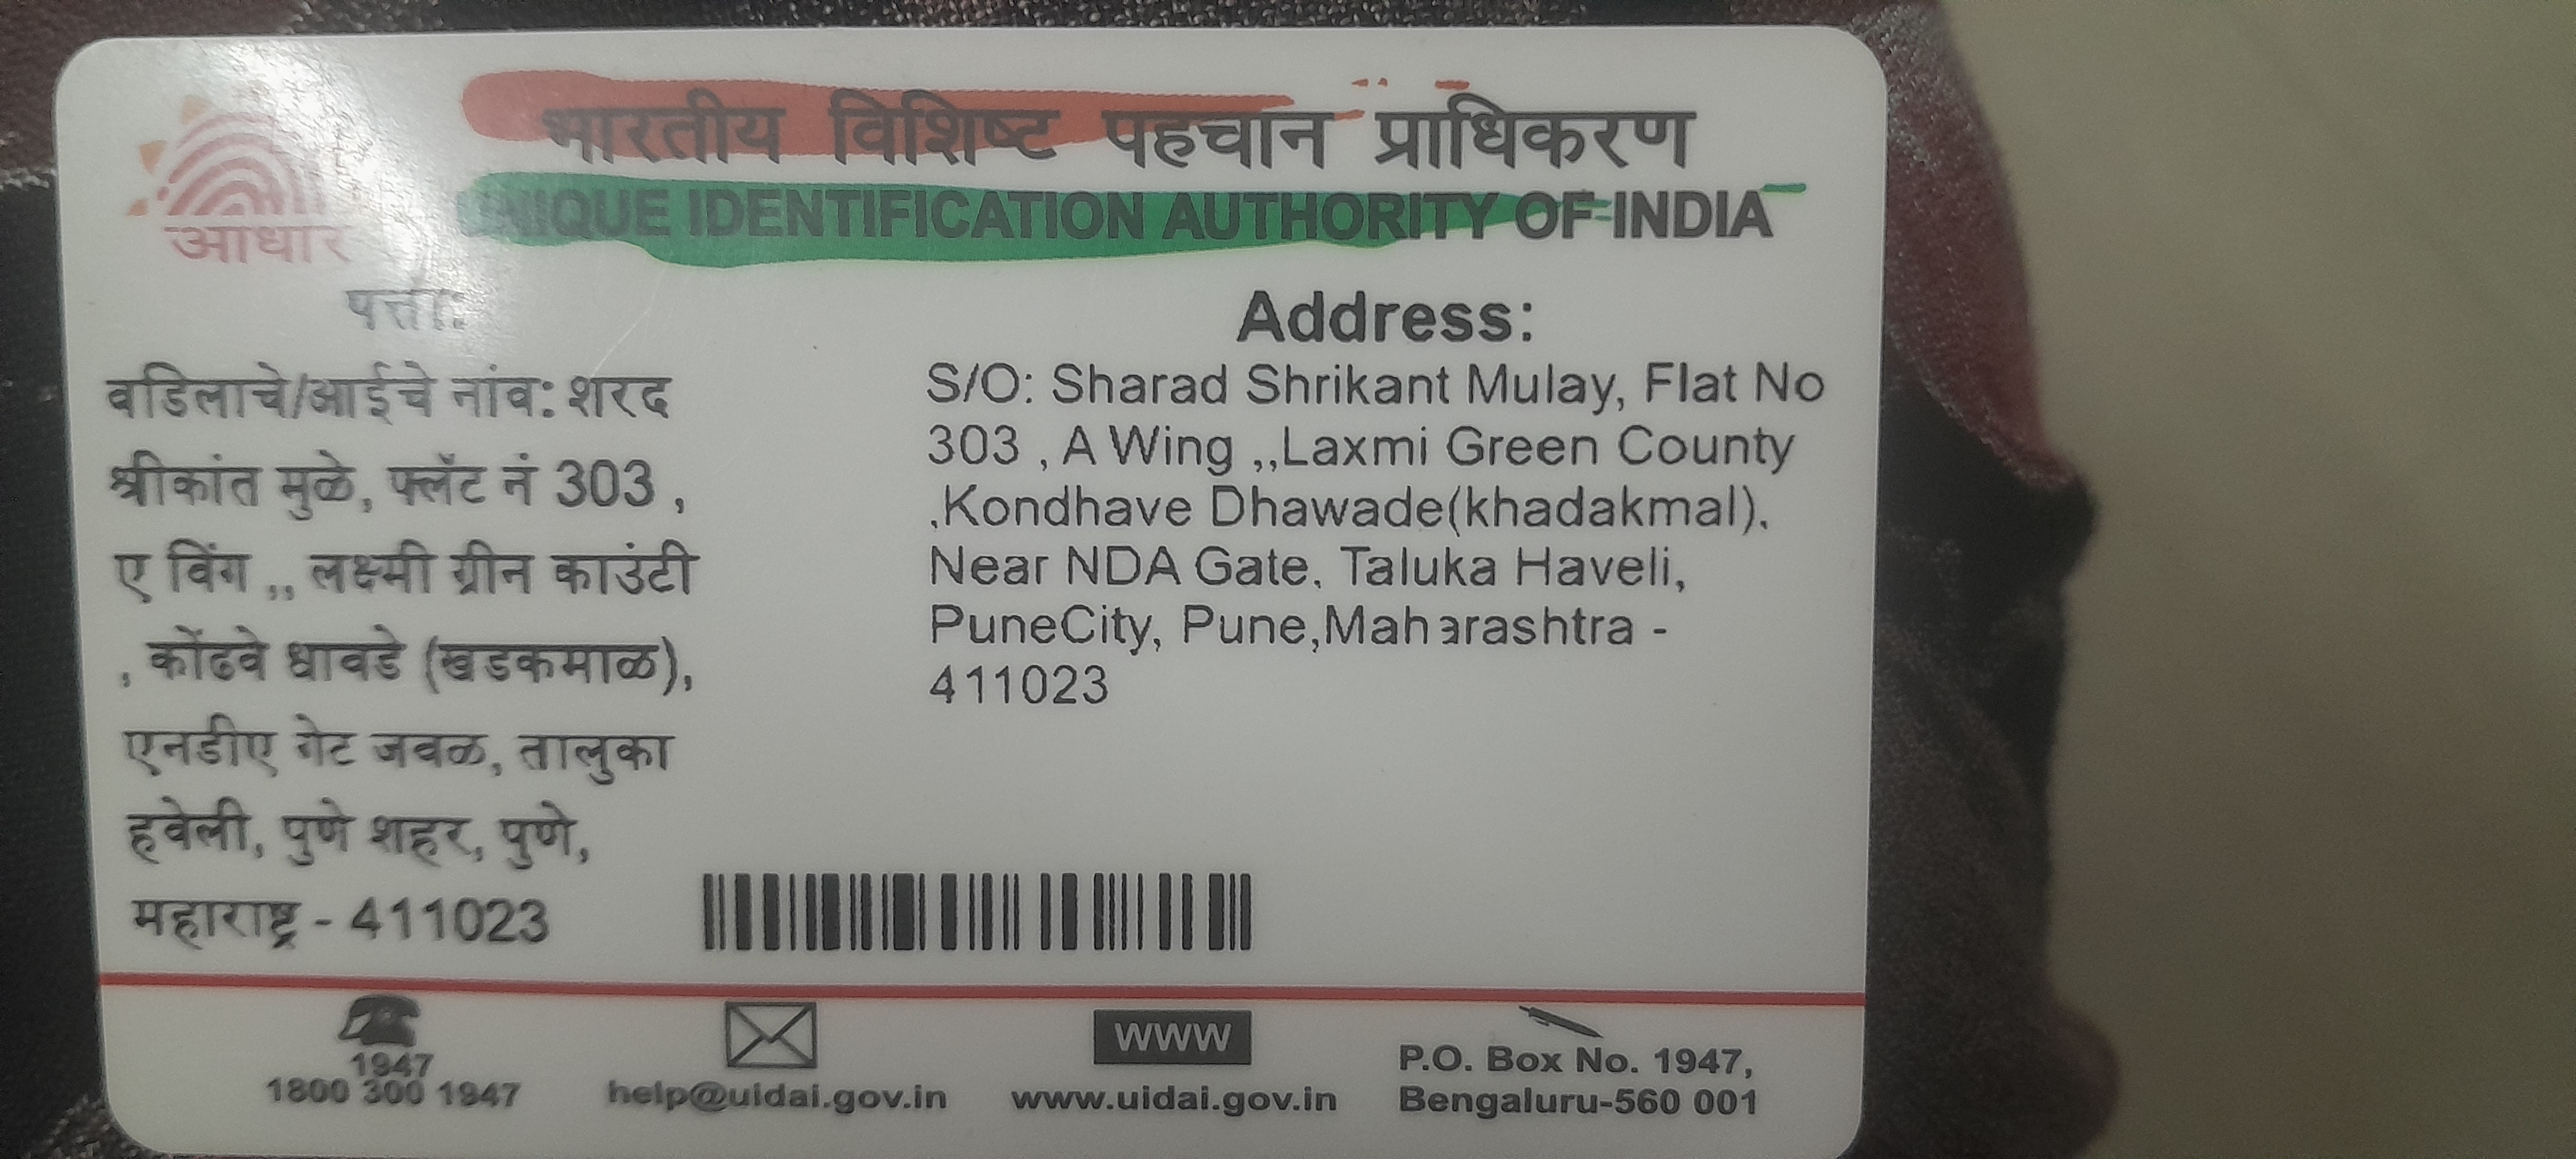 भारतीय विशिष्ट पहचान प्राधिकरण
UNIQUE IDENTIFICATION AUTHORITY OF INDIA
आधार
पत्ता:
वडिलाचे/आईचे नांव: शरद
श्रीकांत मुळे, फ्लॅट नं 303 ,
ए विंग ,, लक्ष्मी ग्रीन काउंटी
, कोंढवे धावडे (खडकमाळ),
एनडीए गेट जवळ, तालुका
हवेली, पुणे शहर, पुणे,
महाराष्ट्र - 411023
Address:
S/O: Sharad Shrikant Mulay, Flat No
303 , A Wing ,,Laxmi Green County
,Kondhave Dhawade(khadakmal),
Near NDA Gate, Taluka Haveli,
PuneCity, Pune,Maharashtra -
411023
1947
1800 300 1947
help@uidai.gov.in
WWW
www.uidai.gov.in
P.O. Box No. 1947,
Bengaluru-560 001